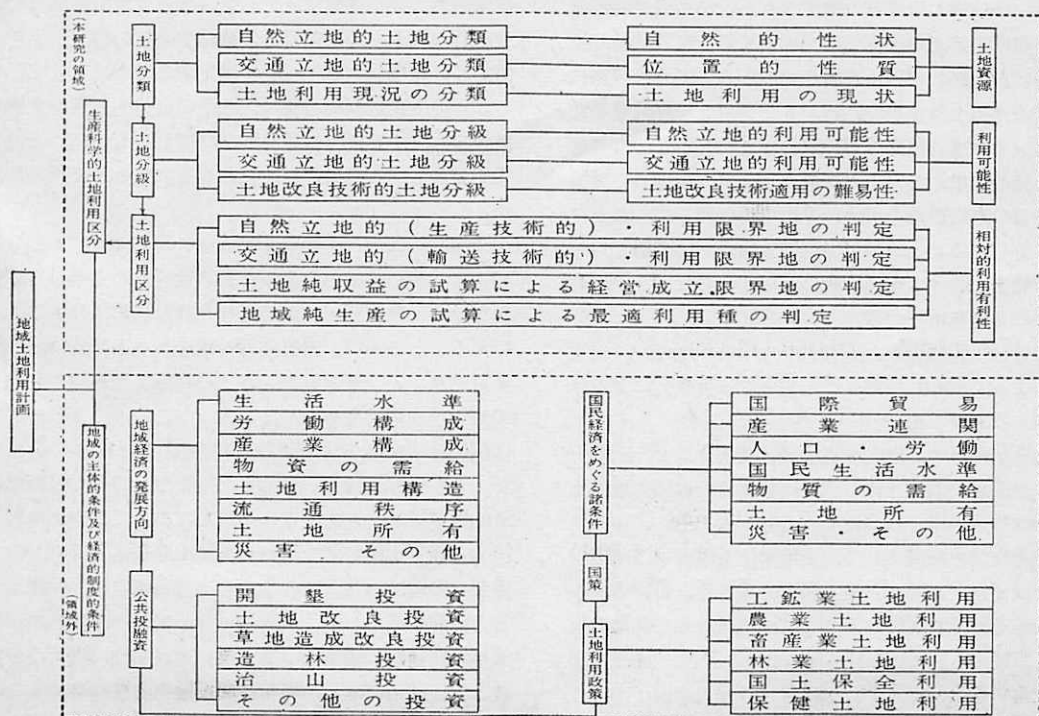 (本研究の領域)
土地分類
自然立地的土地分類
自然的性状
交通立地的土地分類
位置的性質
土地利用現況の分類
土地利用の現状
土地資源
生産科学的土地利用区分
土地分級
自然立地的土地分級
自然立地的利用可能性
交通立地的土地分級
交通立地的利用可能性
土地改良技術的土地分級
土地改良技術適用の難易性
利用可能性
土地利用区分
自然立地的(生産技術的)・利用限界地の判定
交通立地的(輸送技術的)・利用限界地の判定
土地純収益の試算による経営成立限界地の判定
地域純生産の試算による最適利用種の判定
相対的利用有利性
地域土地利用計画
地域の主体的条件及び経済的制度的条件
(領域外)
地域経済の発展方向
生活水準
労働構成
産業構成
物資の需給
土地利用構造
流通秩序
土地所有
災害・その他
公共投融資
開墾投資
土地改良投資
草地造成改良投資
造林投資
治山投資
その他の投資
国民経済をめぐる諸条件
国際貿易
産業連関
人口・労働
国民生活水準
物質の需給
土地所有
災害・その他
国策
土地利用政策
工鉱業土地利用
農業土地利用
畜産業土地利用
林業土地利用
国土保全利用
保健土地利用